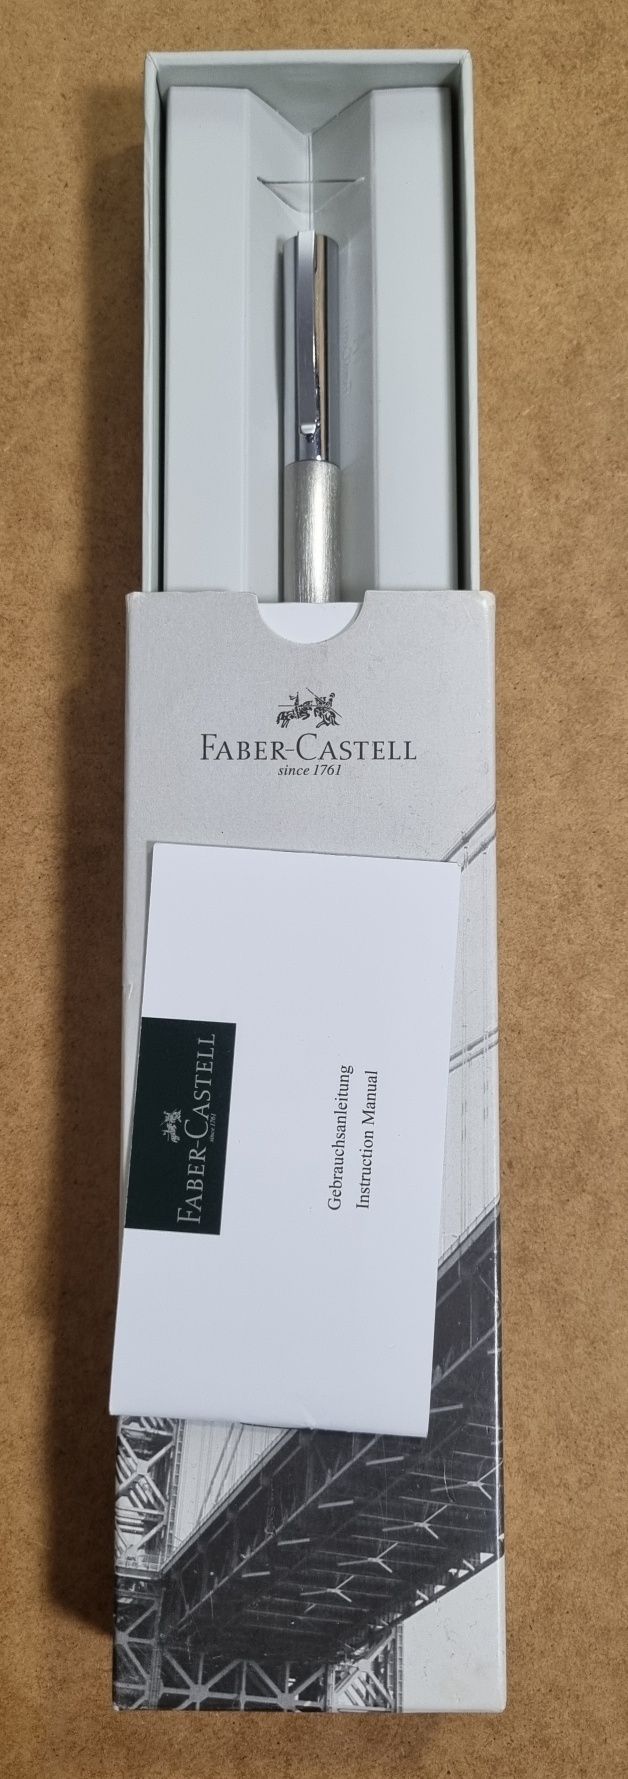 FABER-CASTELL
since 1761
FABER-CASTELL
since 1761
Gebrauchsanleitung
Instruction Manual